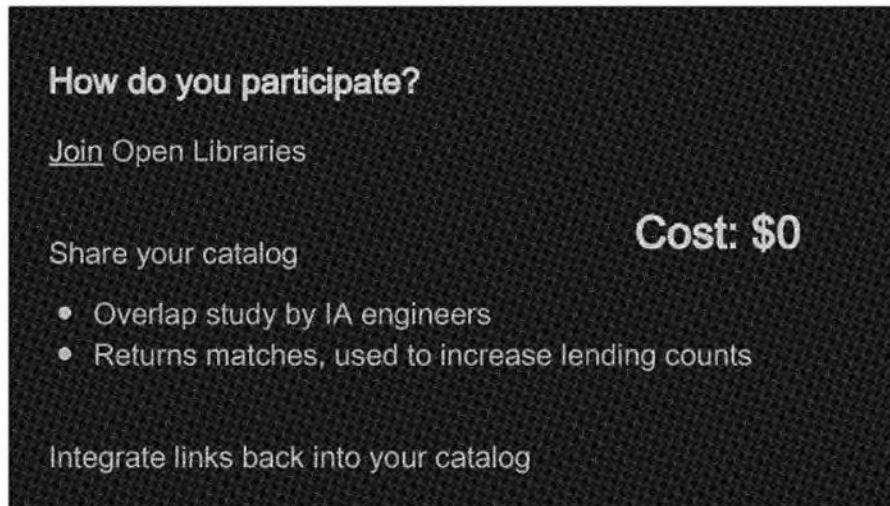 How do you participate?
Join Open Libraries
Cost: $0
Share your catalog
● Overlap study by IA engineers
● Returns matches, used to increase lending counts
Integrate links back into your catalog